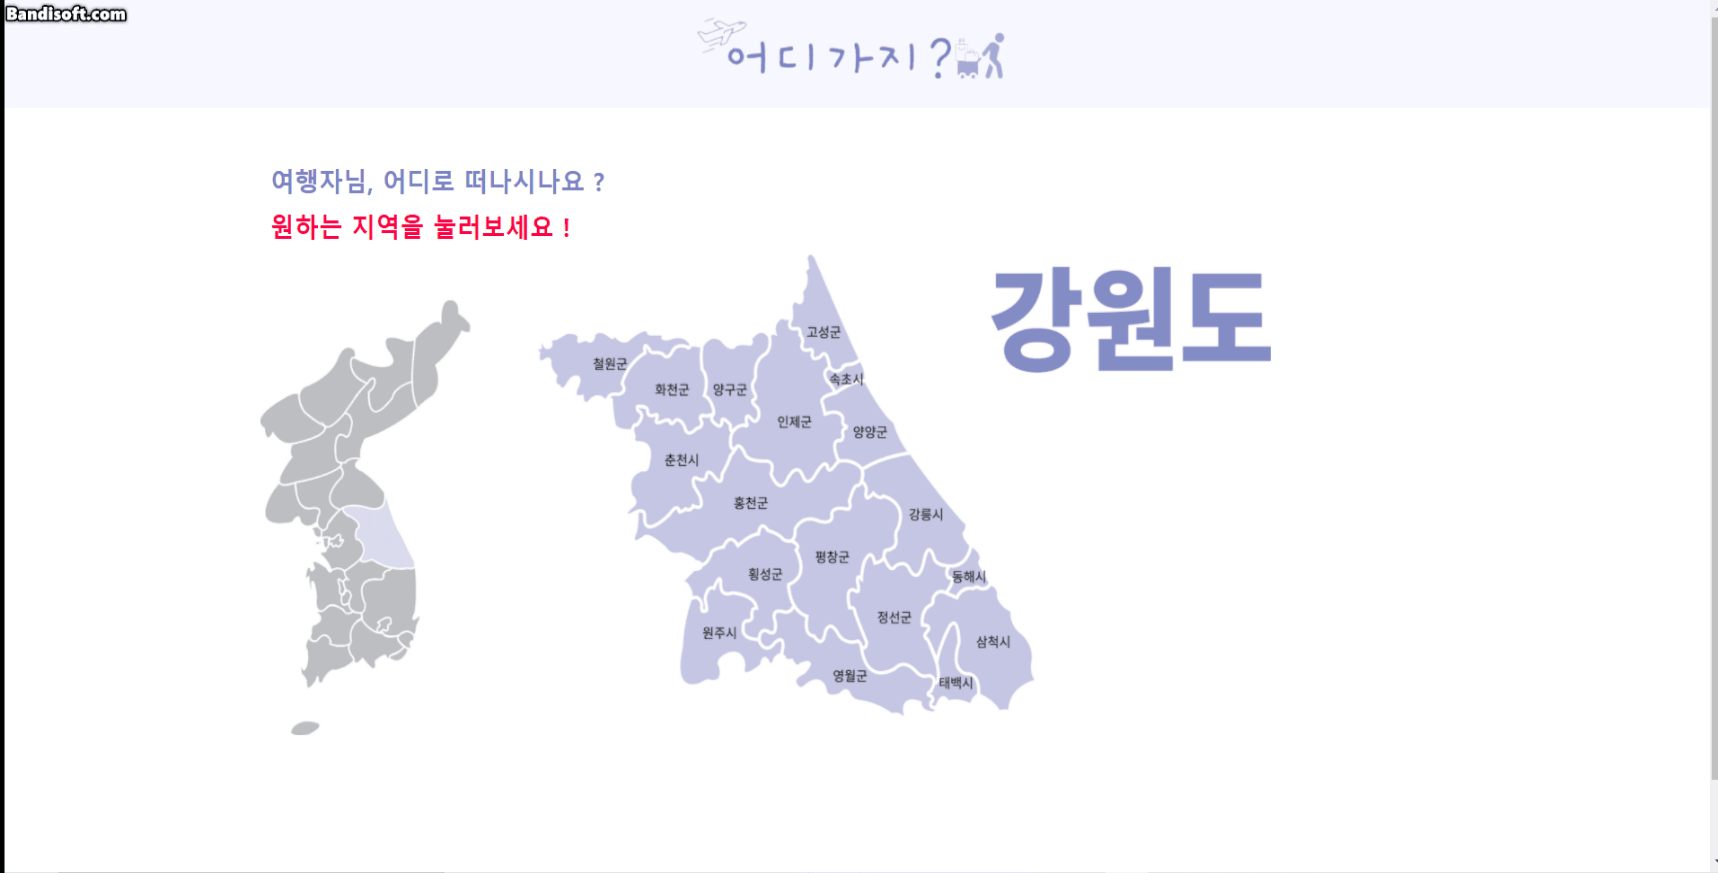 Bandisoft.com
어디가지?
여행자님, 어디로 떠나시나요 ?
원하는 지역을 눌러보세요 !
강원도
고성군
철원군
화천군
양구군
속초시
인제군
양양군
춘천시
홍천군
강릉시
평창군
횡성군
동해시
정선군
원주시
삼척시
영월군
태백시